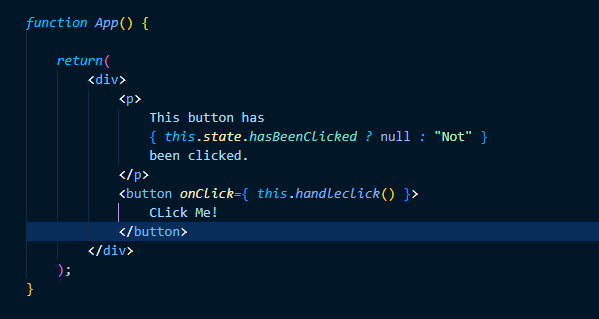 function App() {
return(
<div>
<p>
This button has
{ this.state.hasBeenClicked ? null : "Not" }
been clicked.
</p>
<button onClick={ this.handleclick() }>
CLick Me!
</button>
</div>
);
}